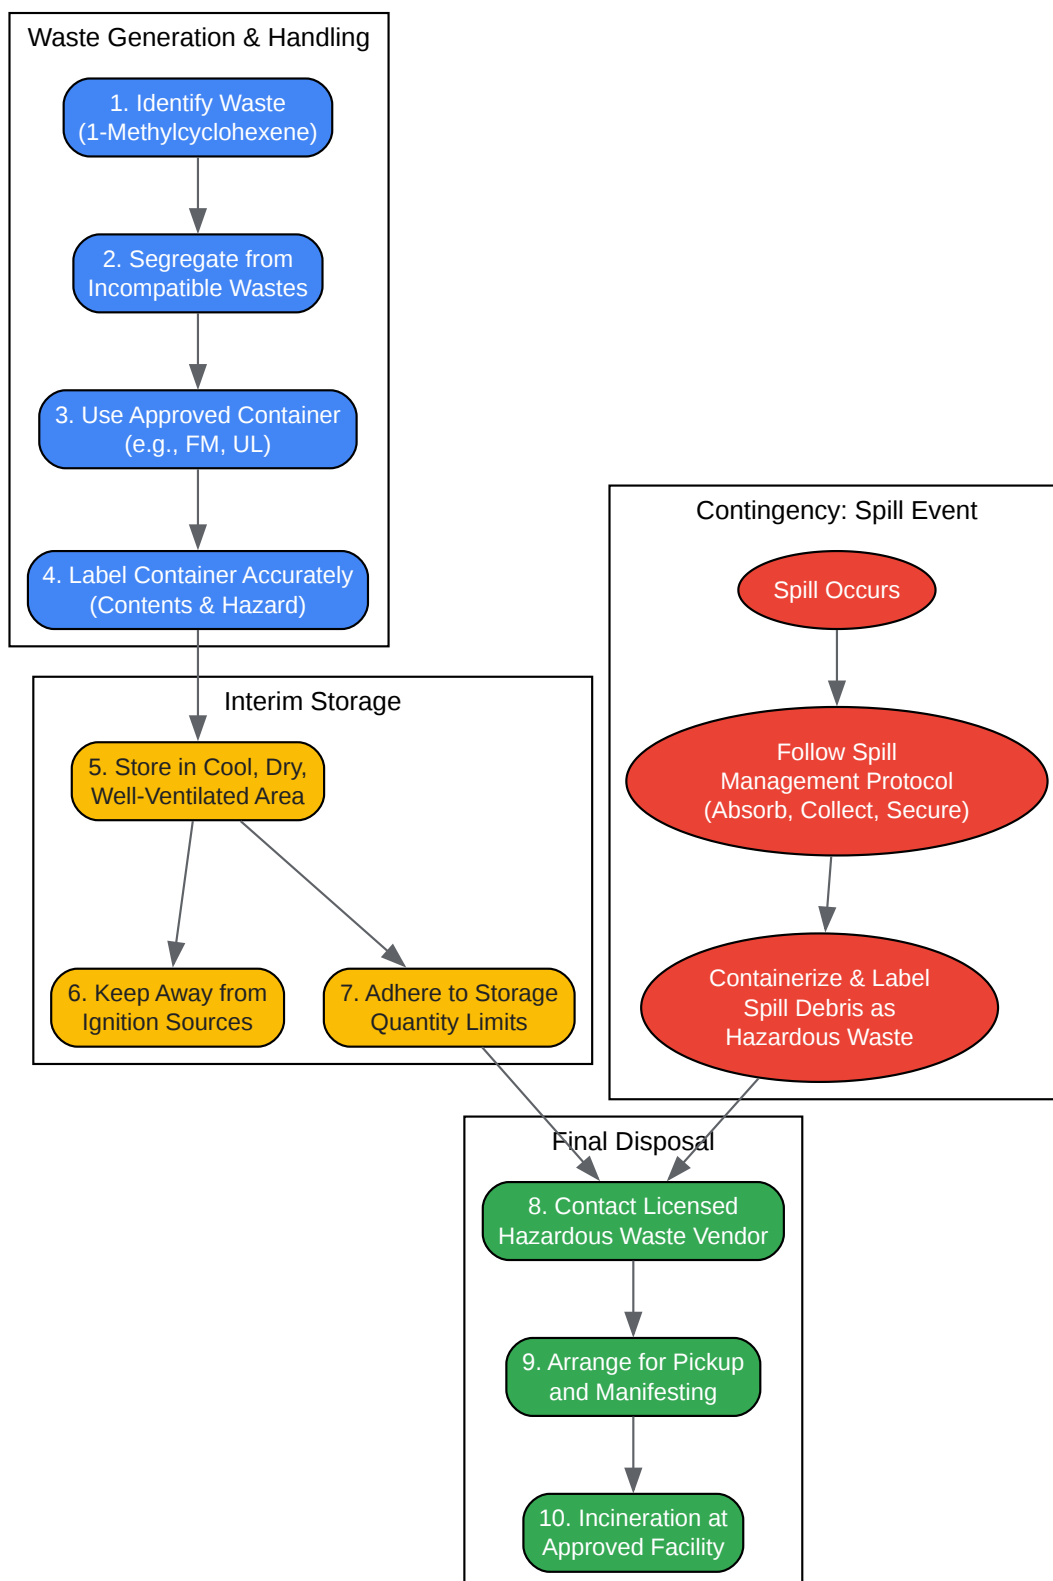 Waste Generation & Handling
1. Identify Waste
(1-Methylcyclohexene)
2. Segregate from
Incompatible Wastes
3. Use Approved Container
(e.g., FM, UL)
4. Label Container Accurately
(Contents & Hazard)
Interim Storage
5. Store in Cool, Dry,
Well-Ventilated Area
6. Keep Away from
Ignition Sources
7. Adhere to Storage
Quantity Limits
Contingency: Spill Event
Spill Occurs
Follow Spill
Management Protocol
(Absorb, Collect, Secure)
Containerize & Label
Spill Debris as
Hazardous Waste
Final Disposal
8. Contact Licensed
Hazardous Waste Vendor
9. Arrange for Pickup
and Manifesting
10. Incineration at
Approved Facility